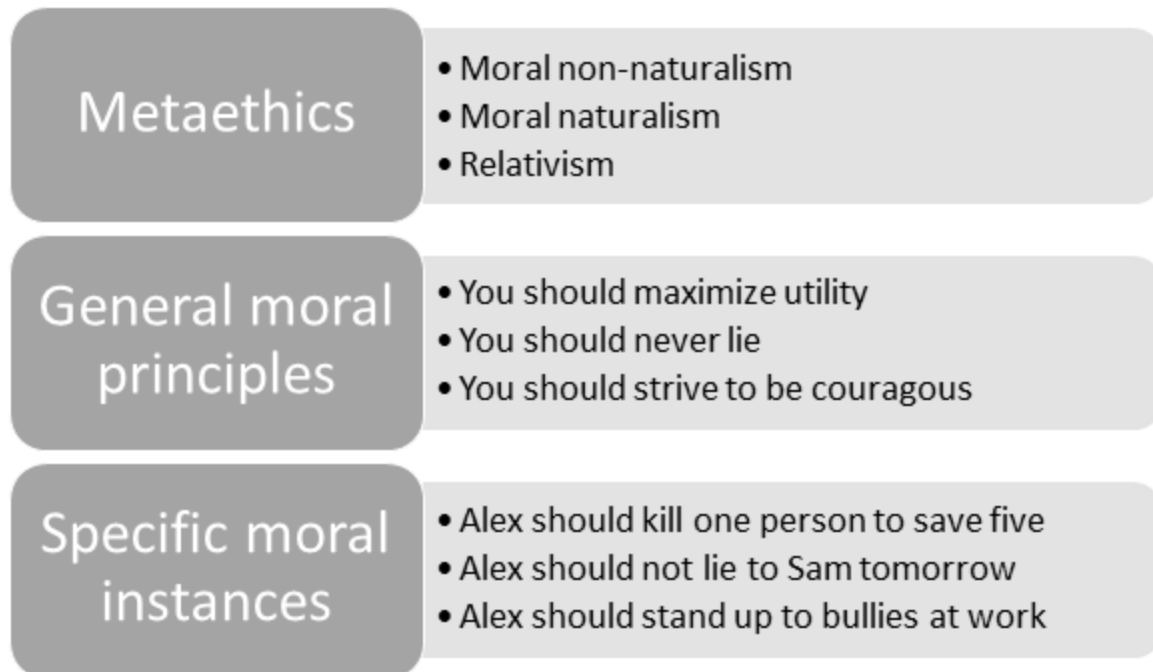 Metaethics
• Moral non-naturalism
• Moral naturalism
• Relativism
General moral
principles
• You should maximize utility
• You should never lie
• You should strive to be couragous
Specific moral
instances
• Alex should kill one person to save five
• Alex should not lie to Sam tomorrow
• Alex should stand up to bullies at work